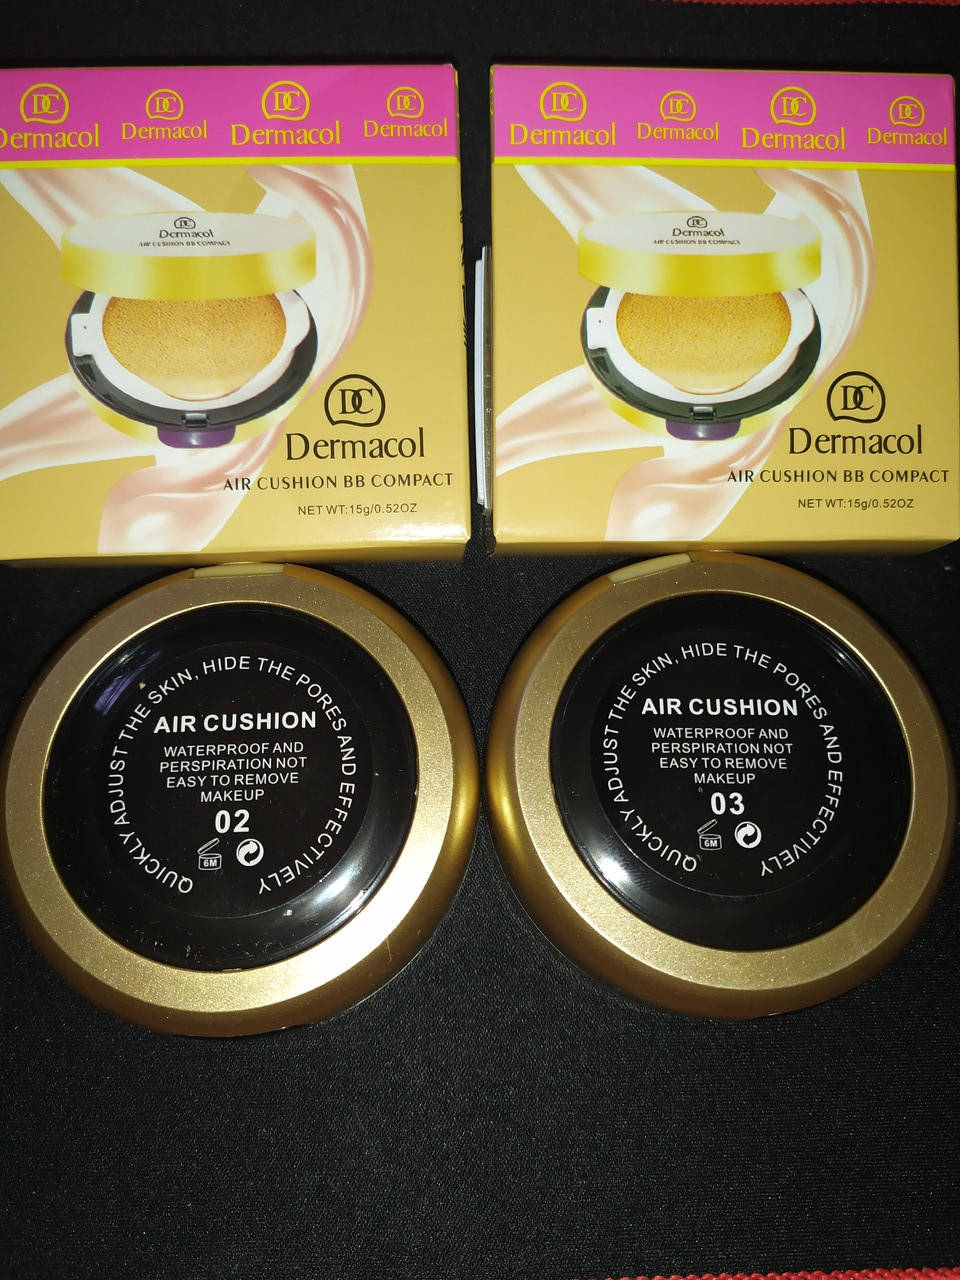 DC DC DC DC
Dermacol Dermacol Dermacol Dermacol
DC
Dermacol
AIR CUSHION BB COMPACT
DC
Dermacol
AIR CUSHION BB COMPACT
NET WT:15g/0.52OZ
DC DC DC DC
Dermacol Dermacol Dermacol Dermacol
DC
Dermacol
AIR CUSHION BB COMPACT
DC
Dermacol
AIR CUSHION BB COMPACT
NET WT:15g/0.52OZ
QUICKLY ADJUST THE SKIN, HIDE THE PORES AND EFFECTIVELY
AIR CUSHION
WATERPROOF AND
PERSPIRATION NOT
EASY TO REMOVE
MAKEUP
02
6M
QUICKLY ADJUST THE SKIN, HIDE THE PORES AND EFFECTIVELY
AIR CUSHION
WATERPROOF AND
PERSPIRATION NOT
EASY TO REMOVE
MAKEUP
03
6M